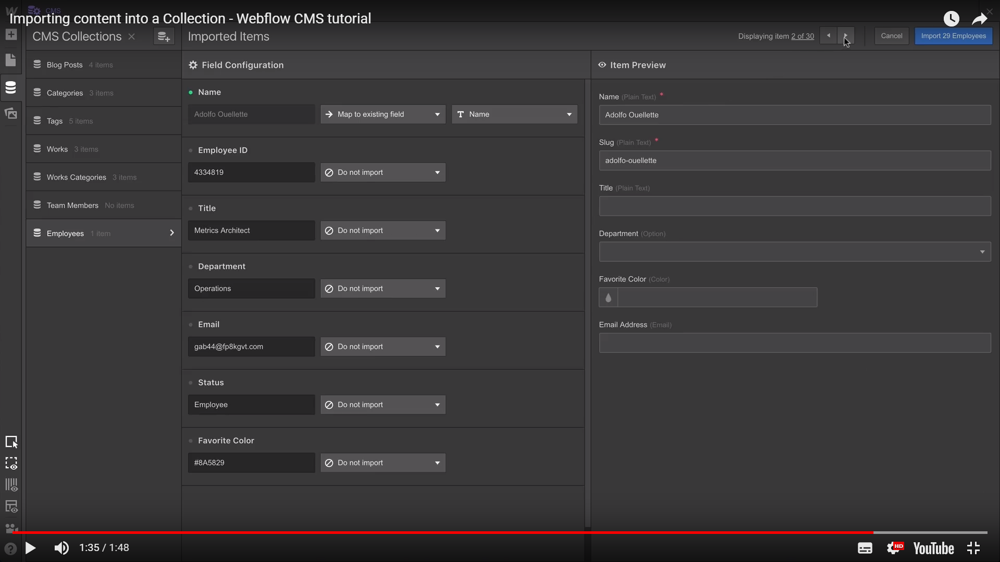 CMS
Importing content into a Collection - Webflow CMS tutorial
CMS Collections
Imported Items
Displaying item 2 of 30
Cancel
Import 29 Employees
Blog Posts 4 items
Categories 3 items
Tags 5 items
Works 3 items
Works Categories 3 items
Team Members No items
Employees 1 item
Field Configuration
Name
Adolfo Ouellette
Map to existing field
Name
Employee ID
4334819
Do not import
Title
Metrics Architect
Do not import
Department
Operations
Do not import
Email
gab44@fp8kgvt.com
Do not import
Status
Employee
Do not import
Favorite Color
#8A5829
Do not import
Item Preview
Name (Plain Text) *
Adolfo Ouellette
Slug (Plain Text) *
adolfo-ouellette
Title (Plain Text)
Department (Option)
Favorite Color (Color)
Email Address (Email)
1:35 / 1:48
HD
YouTube